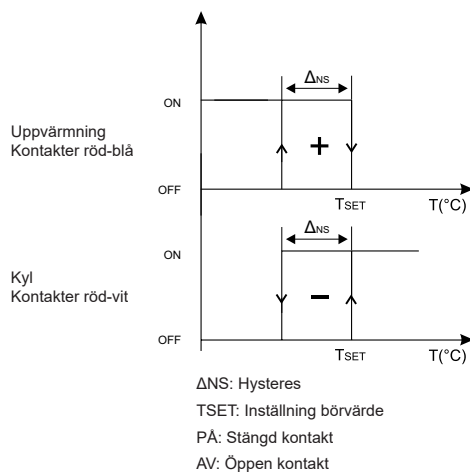 ΔNS
ON
Uppvärmning
Kontakter röd-blå
+
OFF
TSET
T(°C)
ΔNS
ON
Kyl
Kontakter röd-vit
−
OFF
TSET
T(°C)
ΔNS: Hysteres
TSET: Inställning börvärde
PÅ: Stängd kontakt
AV: Öppen kontakt